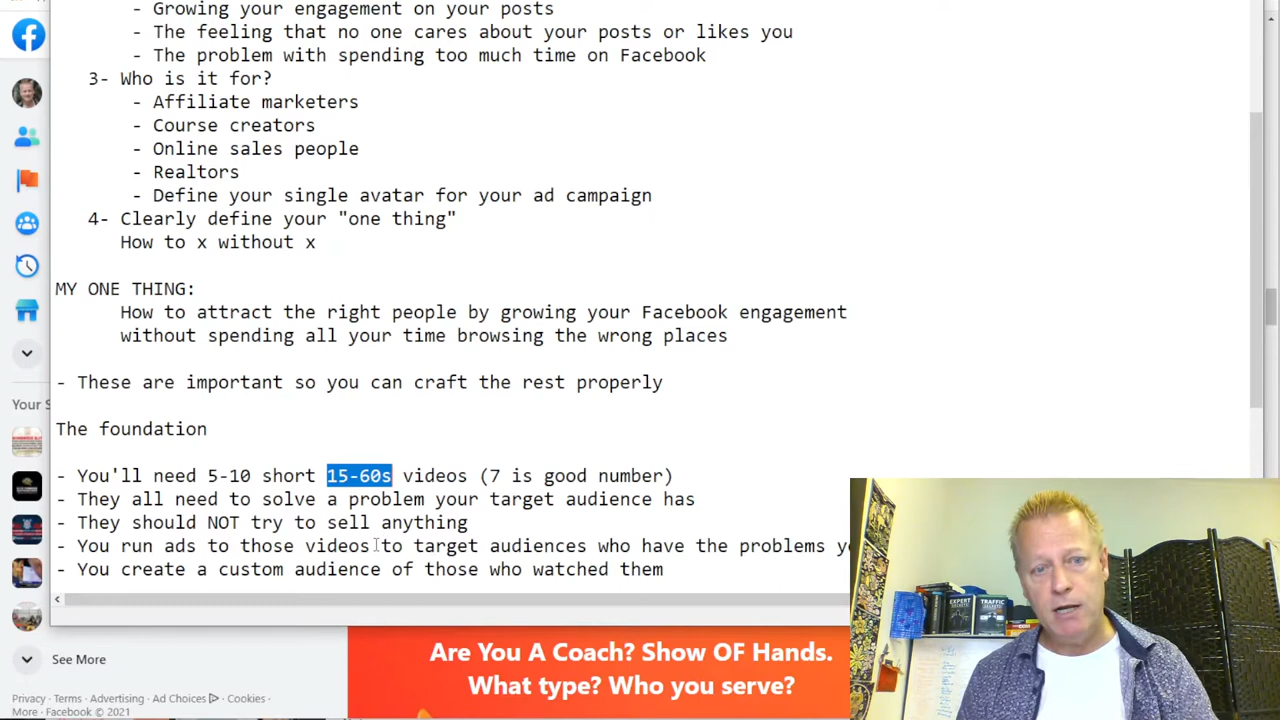 - Growing your engagement on your posts
- The feeling that no one cares about your posts or likes you
- The problem with spending too much time on Facebook
3- Who is it for?
- Affiliate marketers
- Course creators
- Online sales people
- Realtors
- Define your single avatar for your ad campaign
4- Clearly define your "one thing"
How to x without x
MY ONE THING:
How to attract the right people by growing your Facebook engagement
without spending all your time browsing the wrong places
- These are important so you can craft the rest properly
The foundation
- You'll need 5-10 short 15-60s videos (7 is good number)
- They all need to solve a problem your target audience has
- They should NOT try to sell anything
- You run ads to those videos to target audiences who have the problems
- You create a custom audient of those who watched them
Your S
See More
Privacy · Terms · Advertising · Ad Choices · Cookies ·
More · Facebook © 2021
Are You A Coach? Show OF Hands.
What type? Who you serve?
EXPERT
SECRETS
TRAFFIC
SECRETS